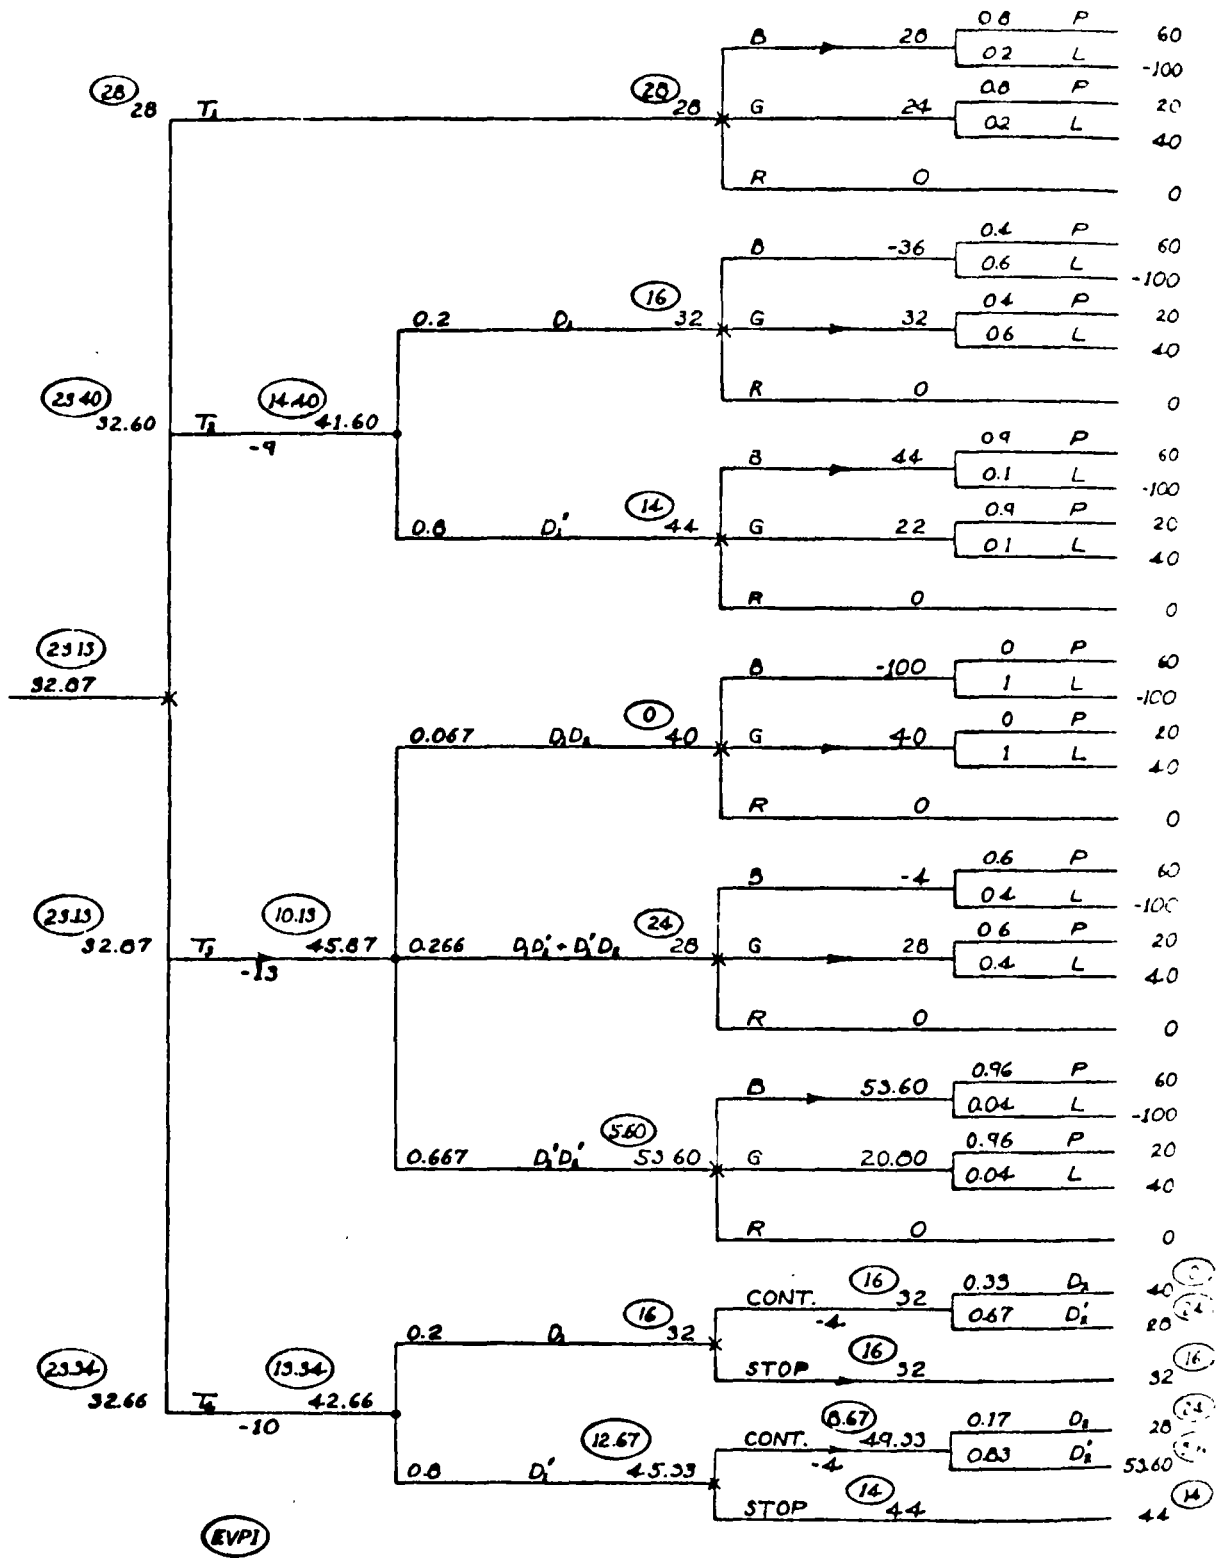 0.8 P 60
B 28
0.2 L -100
28 28
0.8 P 20
28 T₁ 28 G 24
0.2 L 40
R 0 0
0.4 P 60
B -36
0.6 L -100
16
0.4 P 20
0.2 D₁ 32 G 32
0.6 L 40
23.40 14.40
R 0 0
32.60 T₂ 41.60
-9
0.9 P 60
B 44
0.1 L -100
14
0.9 P 20
0.8 D₁' 44 G 22
0.1 L 40
R 0 0
23.13
32.87
0 P 60
B -100
1 L -100
0
0 P 20
0.067 D₁D₂ 40 G 40
1 L 40
R 0 0
0.6 P 60
B -4
0.4 L -100
23.13 10.13 24
0.6 P 20
32.87 T₃ 45.87 0.266 D₁D₂' + D₁'D₂ 28 G 28
-13
0.4 L 40
R 0 0
0.96 P 60
B 53.60
0.04 L -100
5.60
0.96 P 20
0.667 D₁'D₂' 53.60 G 20.80
0.04 L 40
R 0 0
16 0.33 D₂ 40 0
CONT. 32
-4
0.67 D₂' 28 24
16
0.2 D₁ 32
16 16
STOP 32 32
23.34 13.34
32.66 T₄ 42.66
-10
8.67 0.17 D₂ 28 24
CONT. 49.33
-4
0.83 D₂' 53.60
12.67
0.8 D₁' 45.33
14 14
STOP 44 44
EVPI